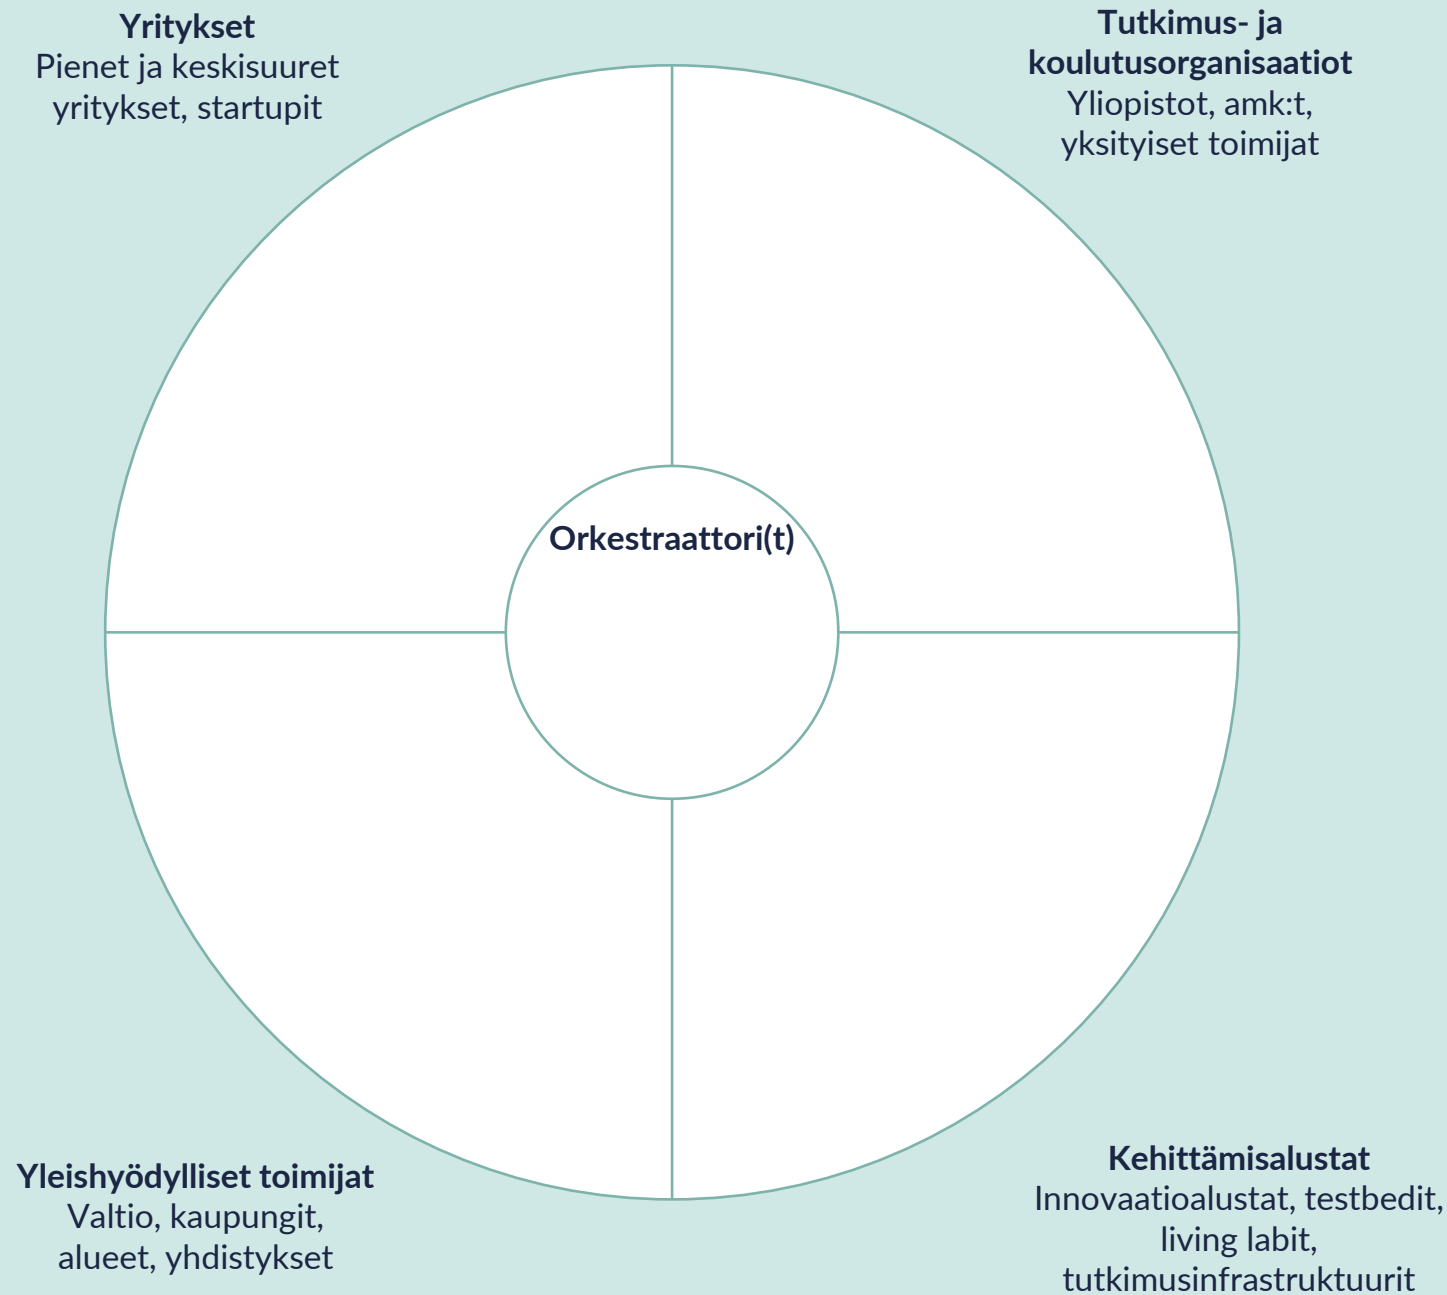 Yritykset
Pienet ja keskisuuret
yritykset, startupit
Tutkimus- ja
koulutusorganisaatiot
Yliopistot, amk:t,
yksityiset toimijat
Orkestraattori(t)
Yleishyödylliset toimijat
Valtio, kaupungit,
alueet, yhdistykset
Kehittämisalustat
Innovaatioalustat, testbedit,
living labit,
tutkimusinfrastruktuurit